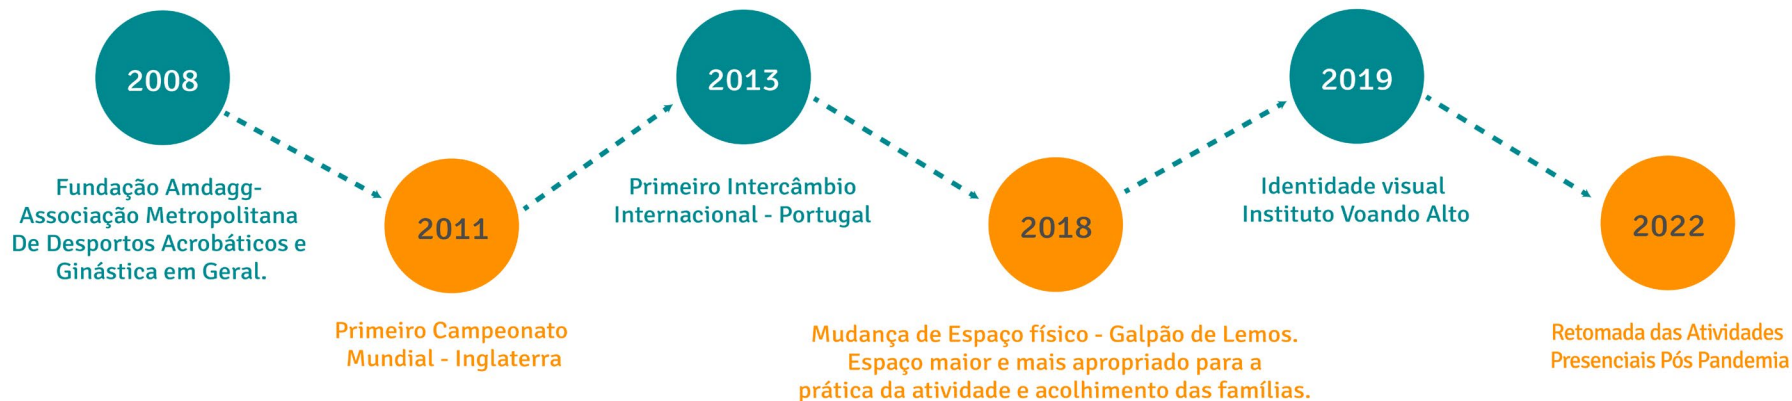 2008
Fundação Amdagg-
Associação Metropolitana
De Desportos Acrobáticos e
Ginástica em Geral.
2011
Primeiro Campeonato
Mundial - Inglaterra
2013
Primeiro Intercâmbio
Internacional - Portugal
2018
Mudança de Espaço físico - Galpão de Lemos.
Espaço maior e mais apropriado para a
prática da atividade e acolhimento das famílias.
2019
Identidade visual
Instituto Voando Alto
2022
Retomada das Atividades
Presenciais Pós Pandemia